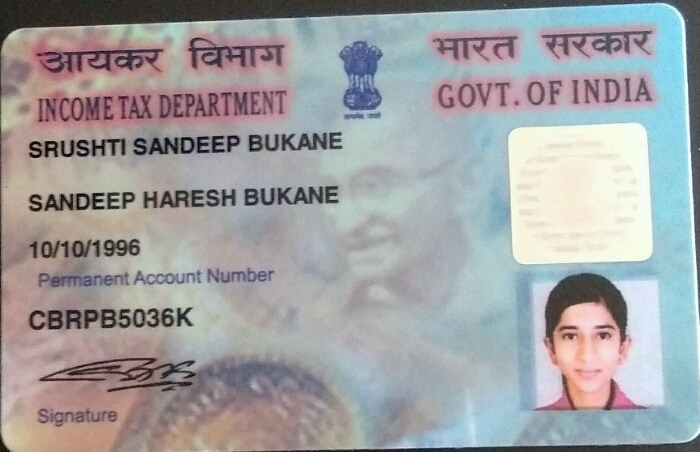 आयकर विभाग
INCOME TAX DEPARTMENT
भारत सरकार
GOVT. OF INDIA
सत्यमेव जयते
SRUSHTI SANDEEP BUKANE
SANDEEP HARESH BUKANE
10/10/1996
Permanent Account Number
CBRPB5036K
Signature